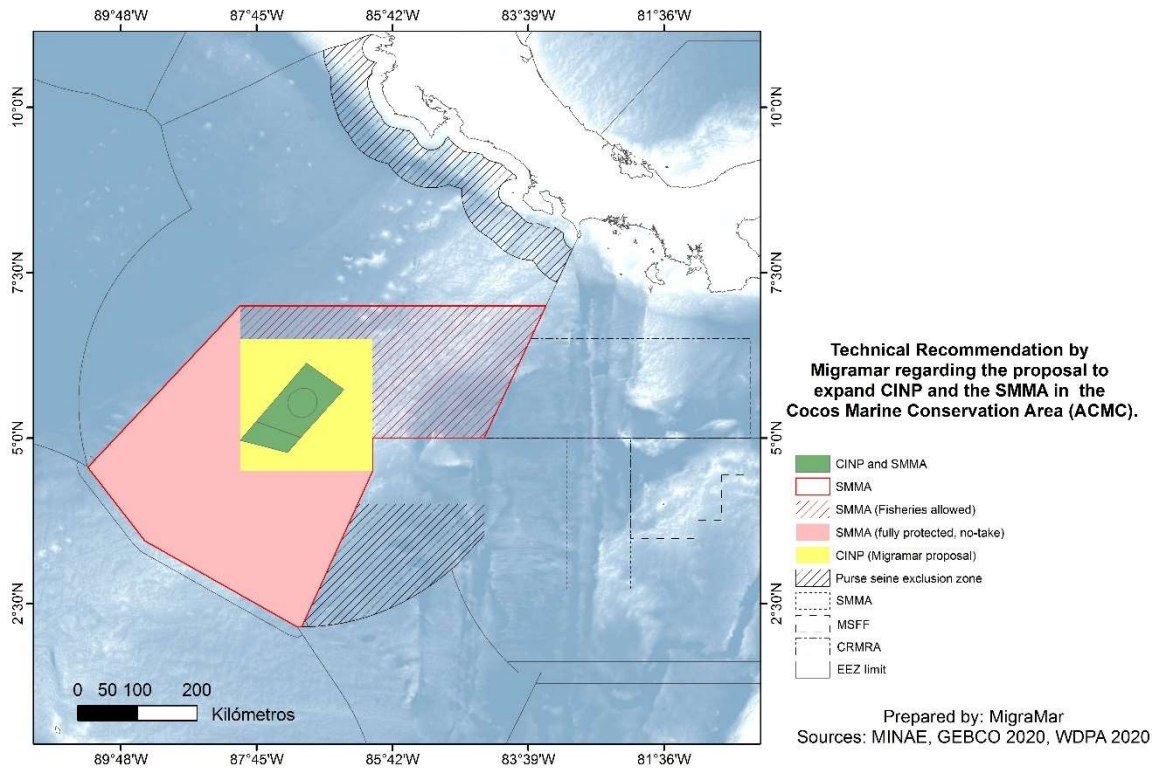 89°48'W 87°45'W 85°42'W 83°39'W 81°36'W
10°0'N
7°30'N
5°0'N
2°30'N
10°0'N
7°30'N
5°0'N
2°30'N
0 50 100 200
Kilómetros
89°48'W 87°45'W 85°42'W 83°39'W 81°36'W
Technical Recommendation by
Migramar regarding the proposal to
expand CINP and the SMMA in the
Cocos Marine Conservation Area (ACMC).
CINP and SMMA
SMMA
SMMA (Fisheries allowed)
SMMA (fully protected, no-take)
CINP (Migramar proposal)
Purse seine exclusion zone
SMMA
MSFF
CRMRA
EEZ limit
Prepared by: MigraMar
Sources: MINAE, GEBCO 2020, WDPA 2020